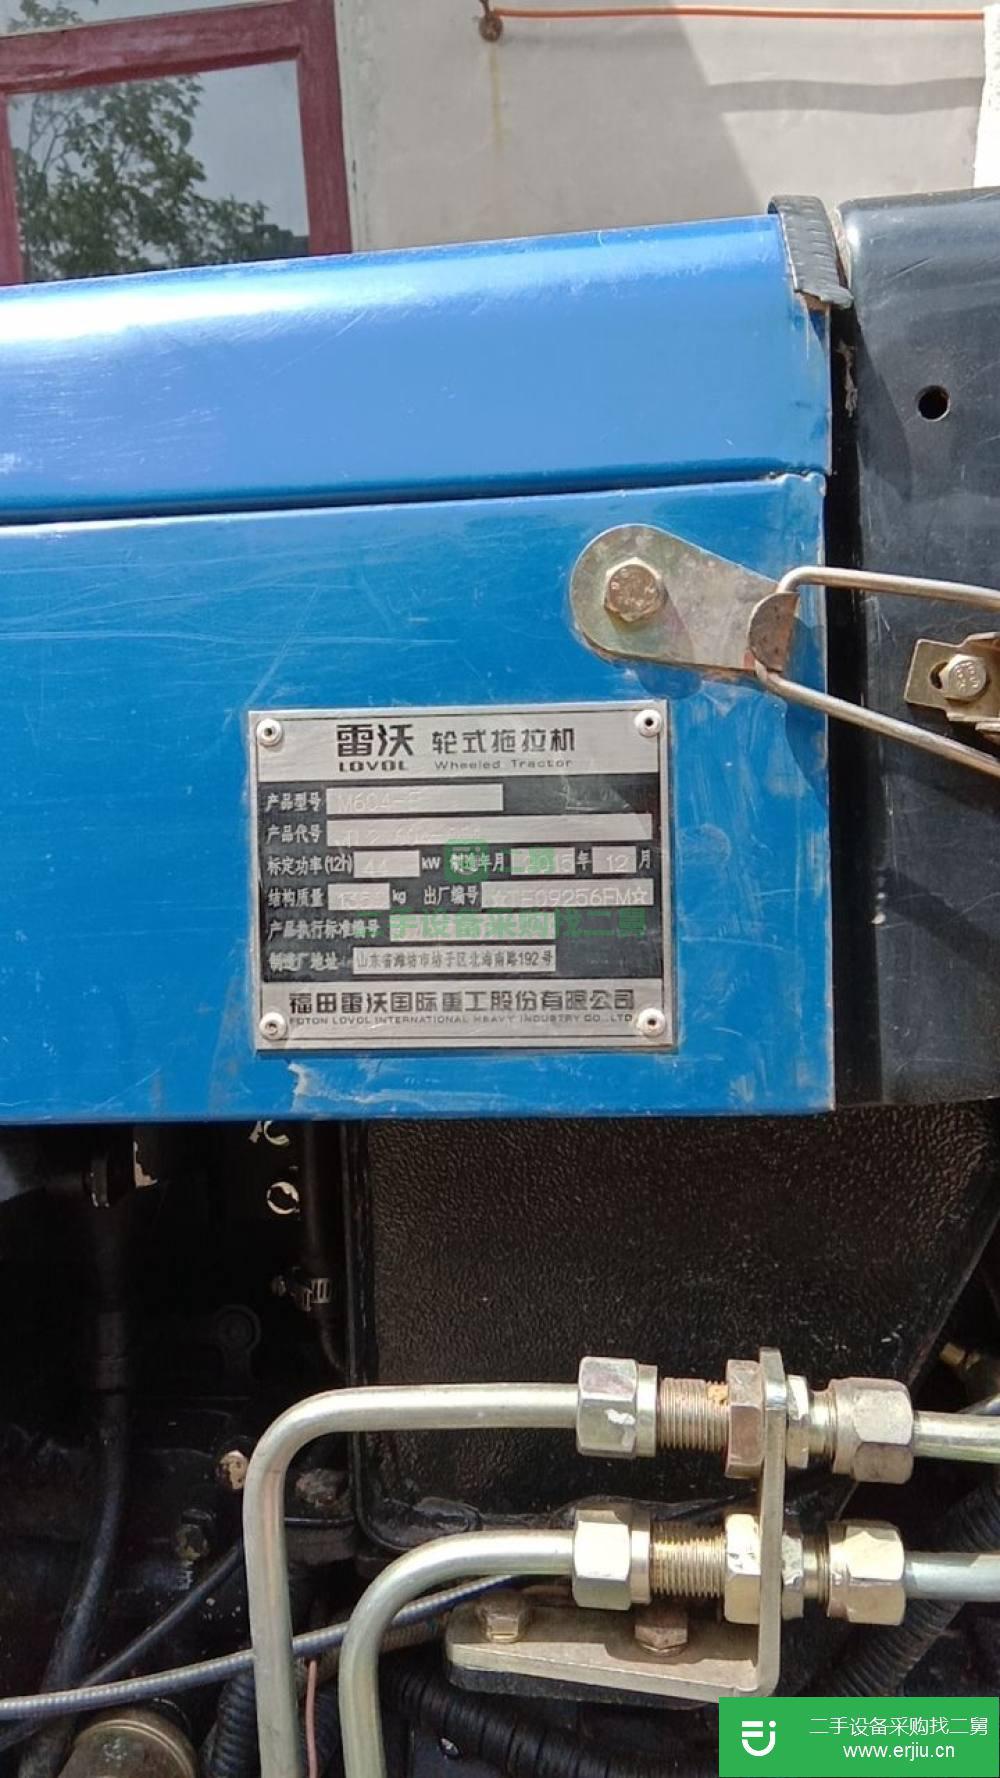 雷沃 轮式拖拉机
LOVOL Wheeled Tractor
产品型号 M604-E
产品代号
标定功率(12h) 44 kW 制造年月 2015 年 12 月
结构质量 kg 出厂编号
产品执行标准编号
制造厂地址 山东省潍坊市坊子区北海南路192号
福田雷沃国际重工股份有限公司
FOTON LOVOL INTERNATIONAL HEAVY INDUSTRY CO.,LTD.
二舅
二手设备采购找二舅
二手设备采购找二舅
www.erjiu.cn